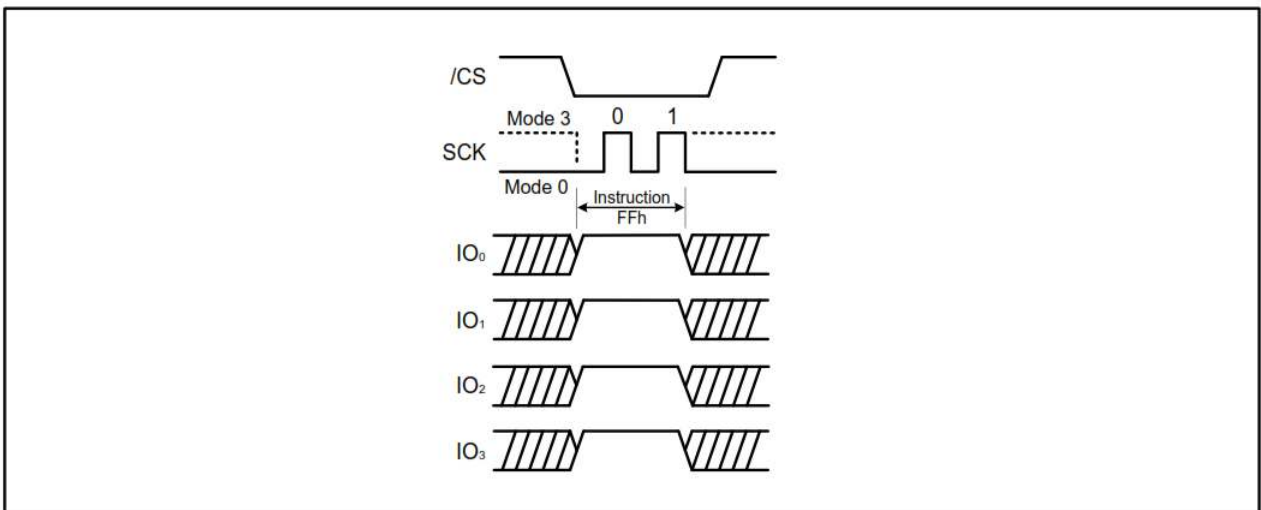 /CS
Mode 3 0 1
SCK
Mode 0
Instruction
FFh
IO₀
IO₁
IO₂
IO₃